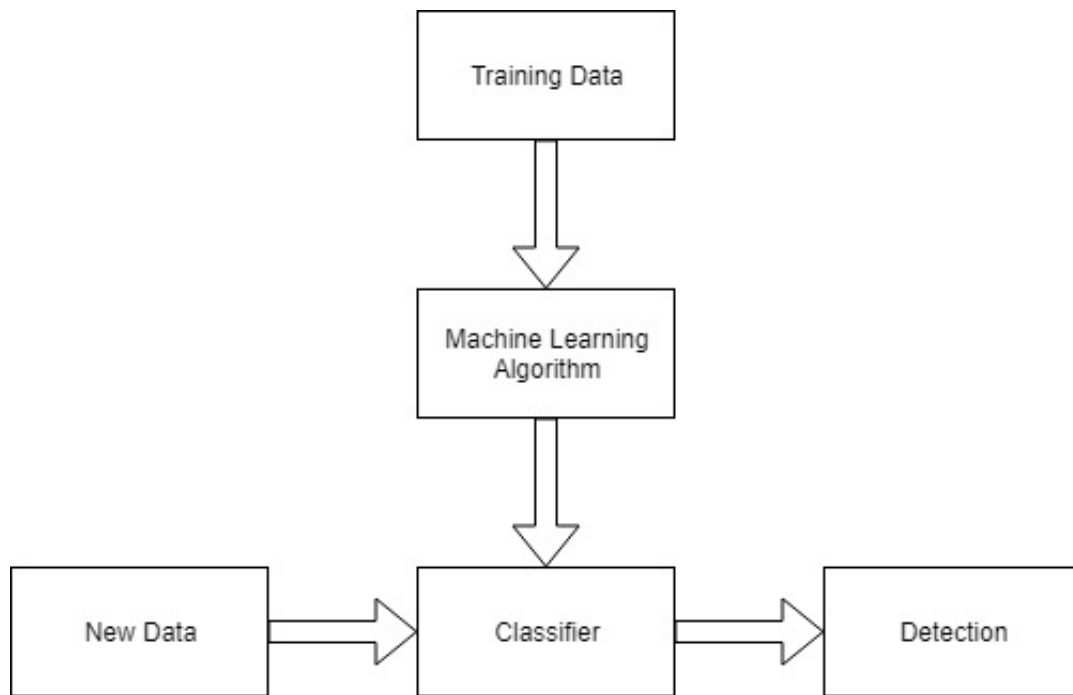 Training Data
Machine Learning
Algorithm
New Data
Classifier
Detection